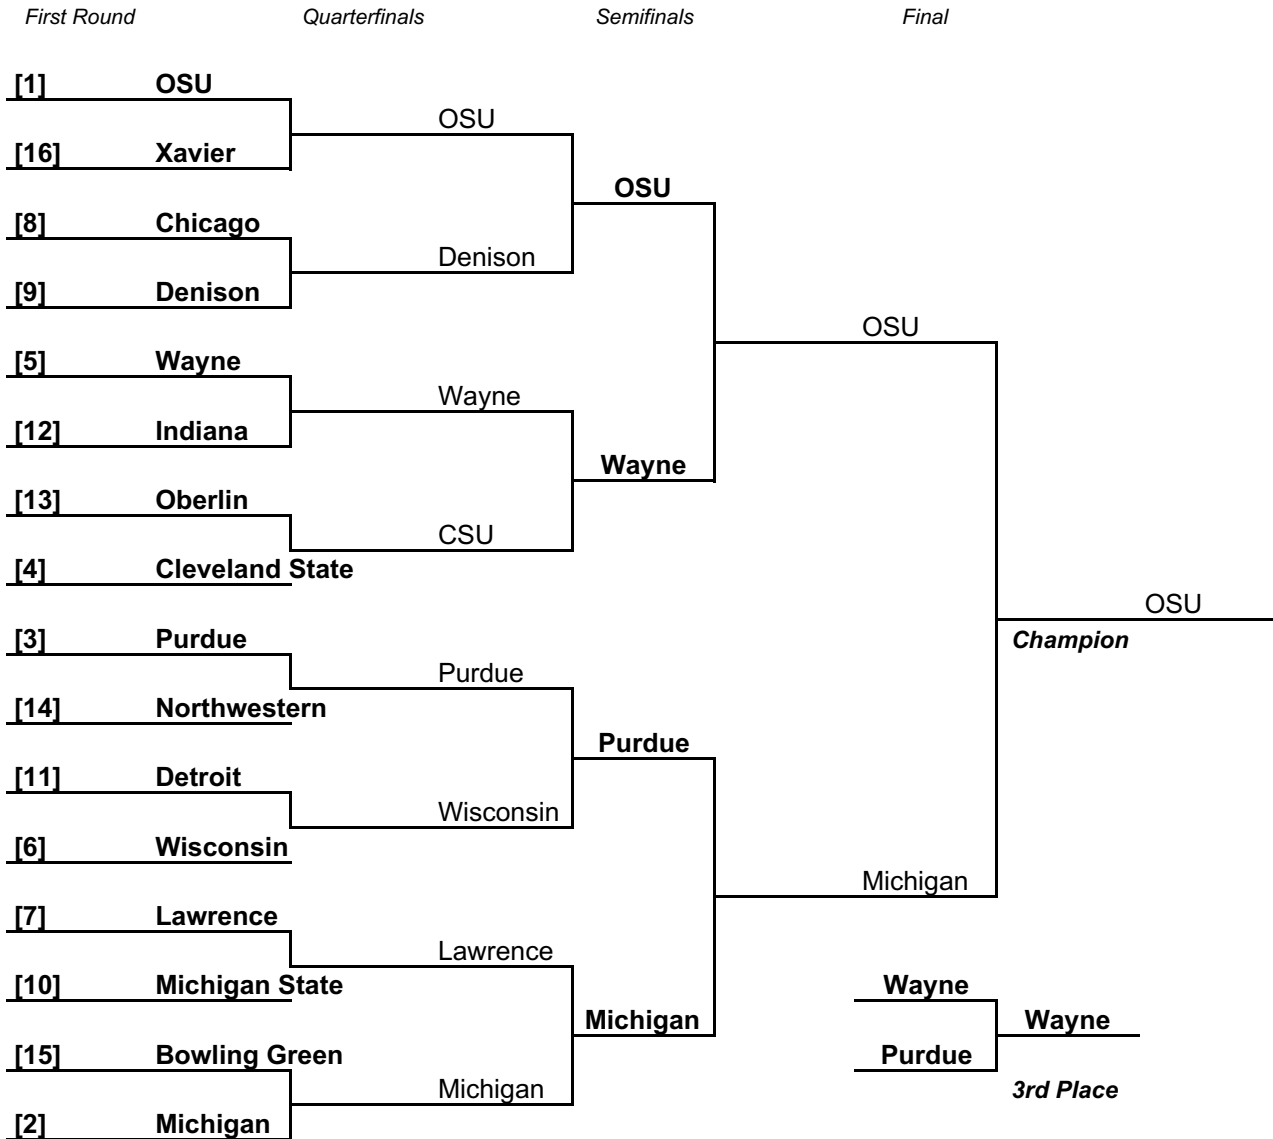 First Round Quarterfinals Semifinals Final
[1] OSU
OSU
[16] Xavier
OSU
[8] Chicago
Denison
[9] Denison
OSU
[5] Wayne
Wayne
[12] Indiana
Wayne
[13] Oberlin
CSU
[4] Cleveland State
OSU
[3] Purdue
Champion
Purdue
[14] Northwestern
Purdue
[11] Detroit
Wisconsin
[6] Wisconsin
Michigan
[7] Lawrence
Lawrence
[10] Michigan State Wayne
Michigan Wayne
[15] Bowling Green Purdue
Michigan 3rd Place
[2] Michigan